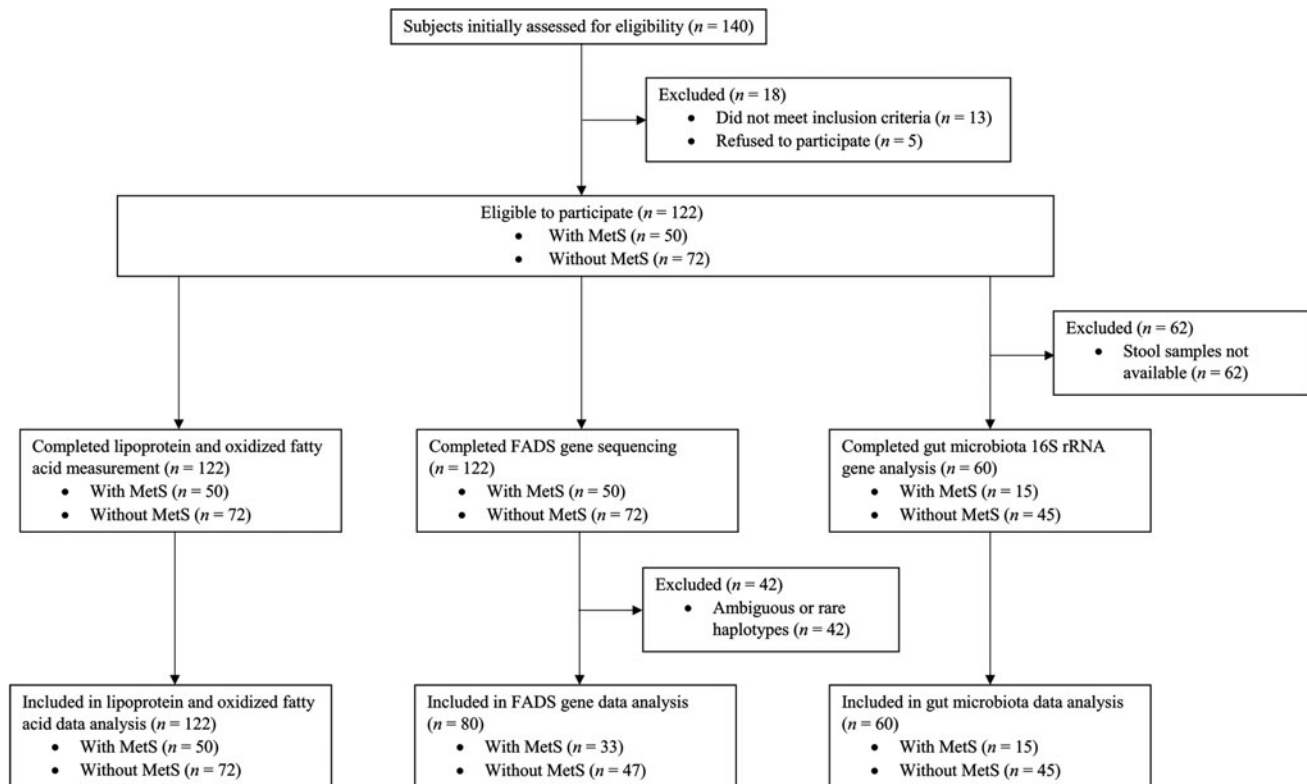 Subjects initially assessed for eligibility (n = 140)
Excluded (n = 18)
• Did not meet inclusion criteria (n = 13)
• Refused to participate (n = 5)
Eligible to participate (n = 122)
• With MetS (n = 50)
• Without MetS (n = 72)
Excluded (n = 62)
• Stool samples not
available (n = 62)
Completed lipoprotein and oxidized fatty
acid measurement (n = 122)
• With MetS (n = 50)
• Without MetS (n = 72)
Completed FADS gene sequencing
(n = 122)
• With MetS (n = 50)
• Without MetS (n = 72)
Completed gut microbiota 16S rRNA
gene analysis (n = 60)
• With MetS (n = 15)
• Without MetS (n = 45)
Excluded (n = 42)
• Ambiguous or rare
haplotypes (n = 42)
Included in lipoprotein and oxidized fatty
acid data analysis (n = 122)
• With MetS (n = 50)
• Without MetS (n = 72)
Included in FADS gene data analysis
(n = 80)
• With MetS (n = 33)
• Without MetS (n = 47)
Included in gut microbiota data analysis
(n = 60)
• With MetS (n = 15)
• Without MetS (n = 45)